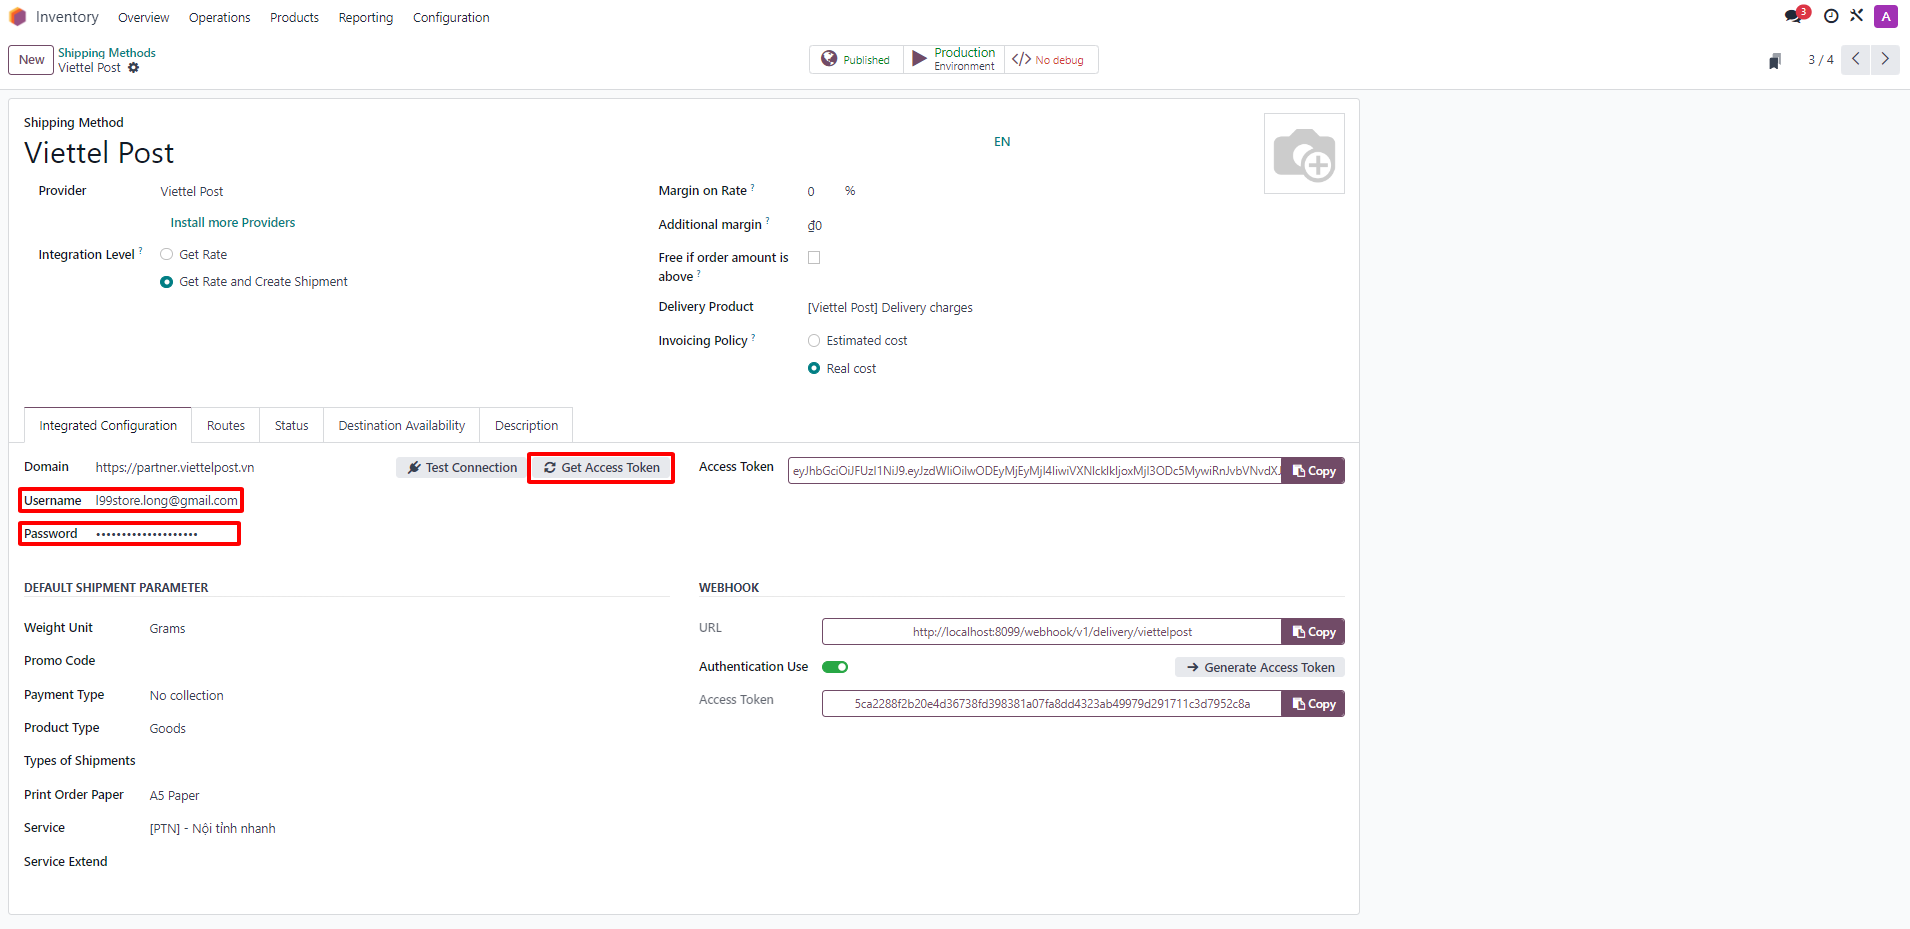 Inventory Overview Operations Products Reporting Configuration 3 A
New Shipping Methods
Viettel Post
Published Production Environment No debug
3 / 4
Shipping Method
Viettel Post
EN
Provider Viettel Post
Install more Providers
Integration Level ? Get Rate
Get Rate and Create Shipment
Margin on Rate ? 0 %
Additional margin ? ₫0
Free if order amount is
above ?
Delivery Product [Viettel Post] Delivery charges
Invoicing Policy ? Estimated cost
Real cost
Integrated Configuration Routes Status Destination Availability Description
Domain https://partner.viettelpost.vn Test Connection Get Access Token
Username l99store.long@gmail.com
Password ••••••••••••••••••••
Access Token Copy
DEFAULT SHIPMENT PARAMETER
Weight Unit Grams
Promo Code
Payment Type No collection
Product Type Goods
Types of Shipments
Print Order Paper A5 Paper
Service [PTN] - Nội tỉnh nhanh
Service Extend
WEBHOOK
URL http://localhost:8099/webhook/v1/delivery/viettelpost Copy
Authentication Use Generate Access Token
Access Token 5ca2288f2b20e4d36738fd398381a07fa8dd4323ab49979d291711c3d7952c8a Copy